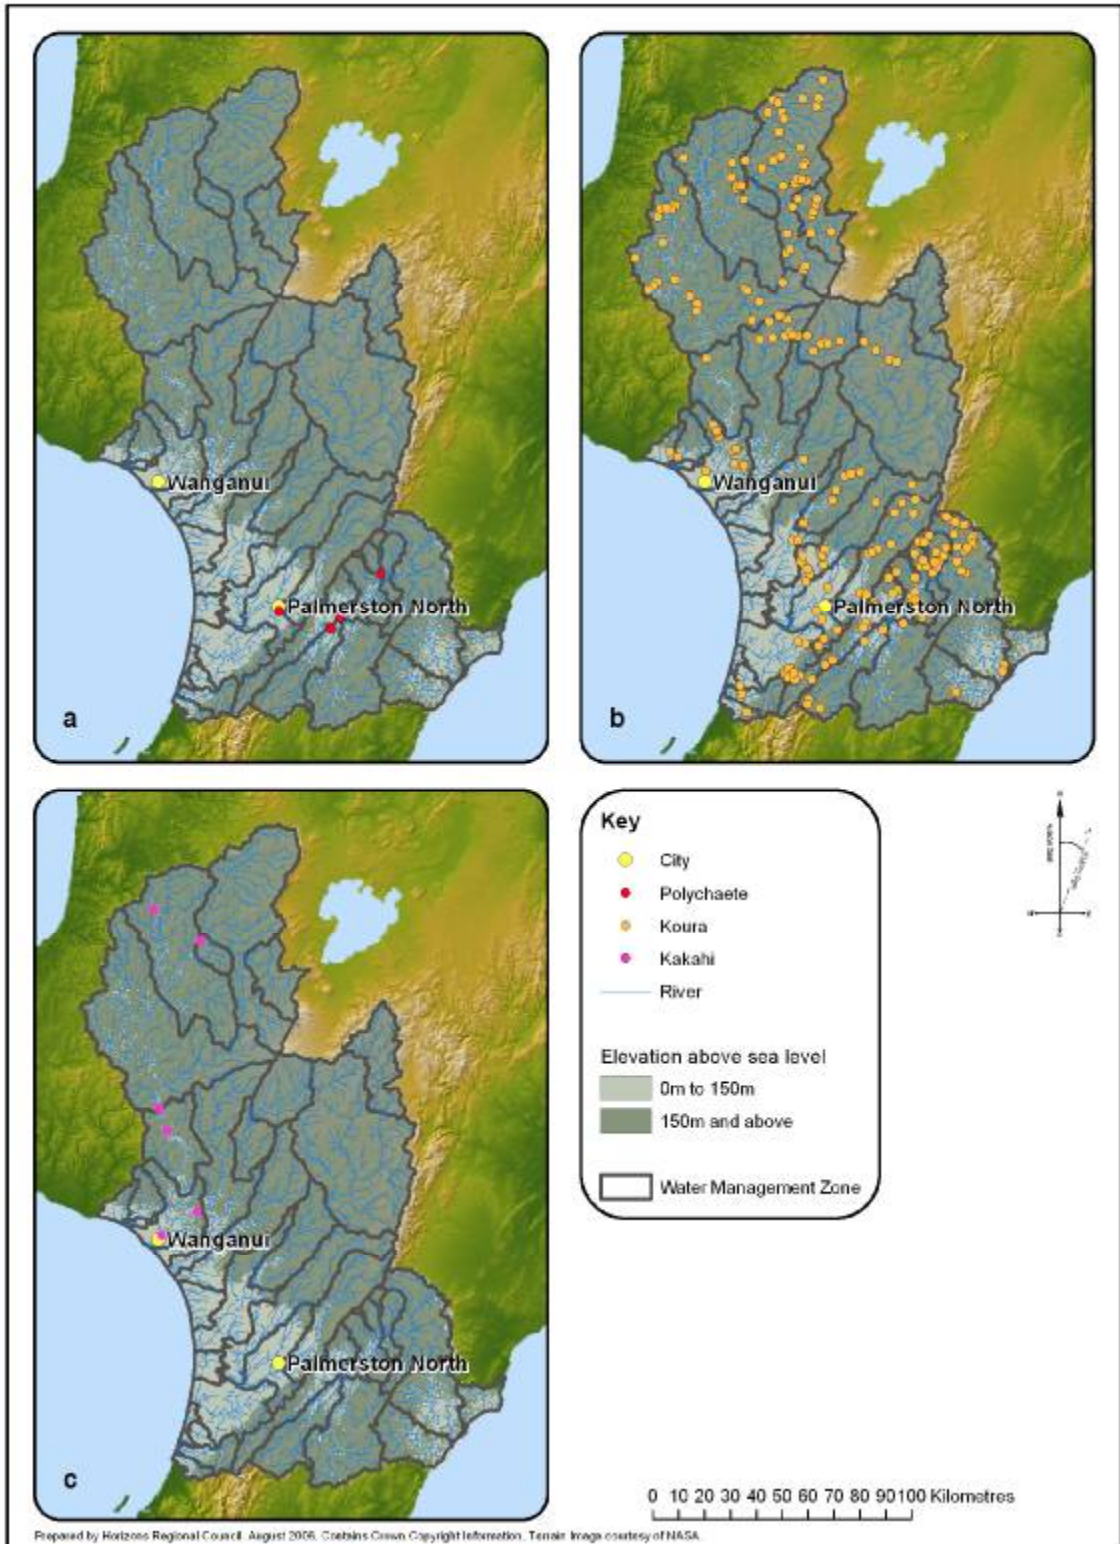 Wanganui
Palmerston North
a
Wanganui
Palmerston North
b
Wanganui
Palmerston North
c
Key
City
Polychaete
Koura
Kakahi
River
Elevation above sea level
0m to 150m
150m and above
Water Management Zone
0 10 20 30 40 50 60 70 80 90100 Kilometres
Prepared by Horizons Regional Council. August 2006. Contains Crown Copyright Information. Terrain Image courtesy of NASA.